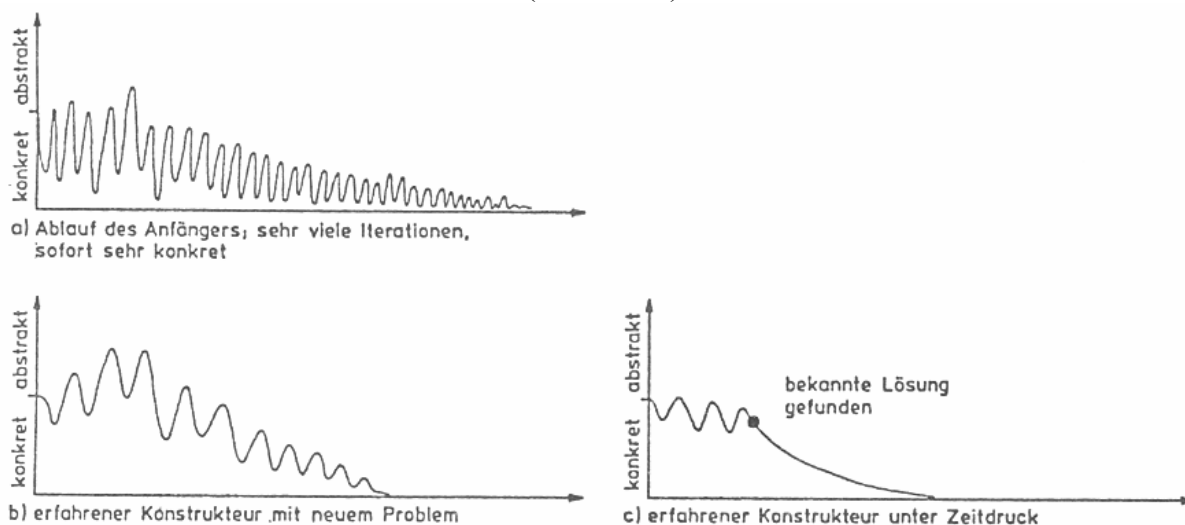 abstrakt
konkret
a) Ablauf des Anfängers; sehr viele Iterationen,
sofort sehr konkret
abstrakt
konkret
b) erfahrener Konstrukteur mit neuem Problem
abstrakt
konkret
bekannte Lösung
gefunden
c) erfahrener Konstrukteur unter Zeitdruck